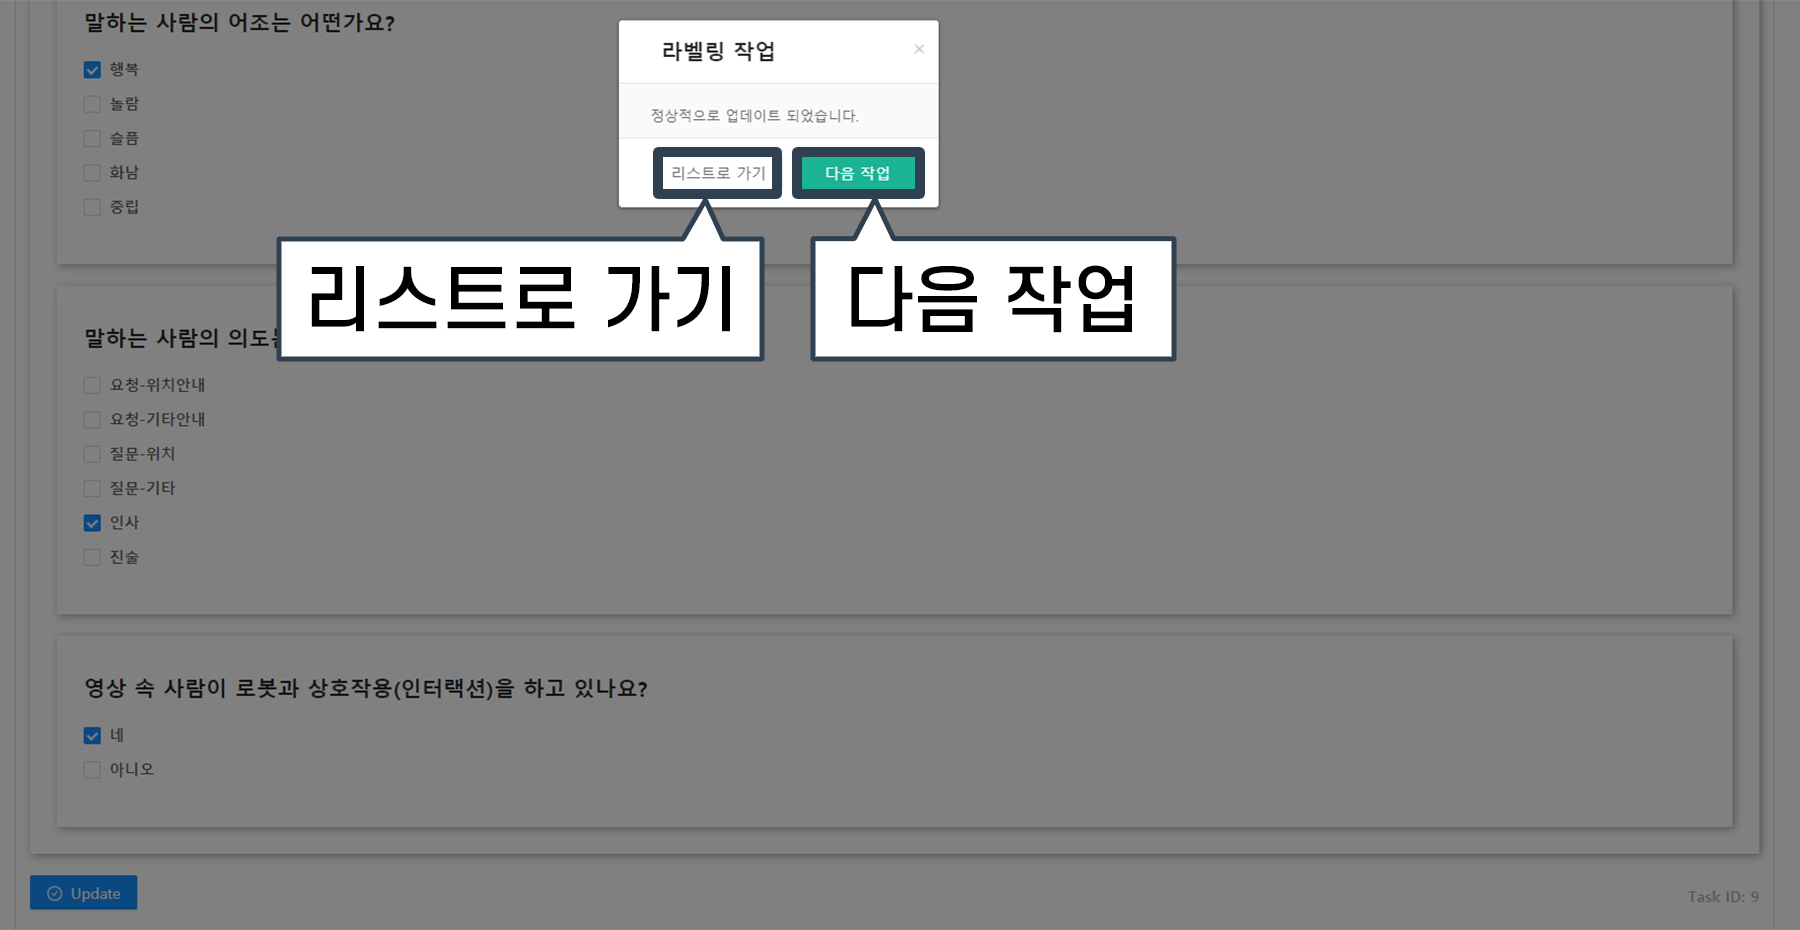 말하는 사람의 어조는 어떤가요?
행복
놀람
슬픔
화남
중립
라벨링 작업
×
정상적으로 업데이트 되었습니다.
리스트로 가기
다음 작업
리스트로 가기
다음 작업
말하는 사람의 의도
요청-위치안내
요청-기타안내
질문-위치
질문-기타
인사
진술
영상 속 사람이 로봇과 상호작용(인터랙션)을 하고 있나요?
네
아니오
Update
Task ID: 9